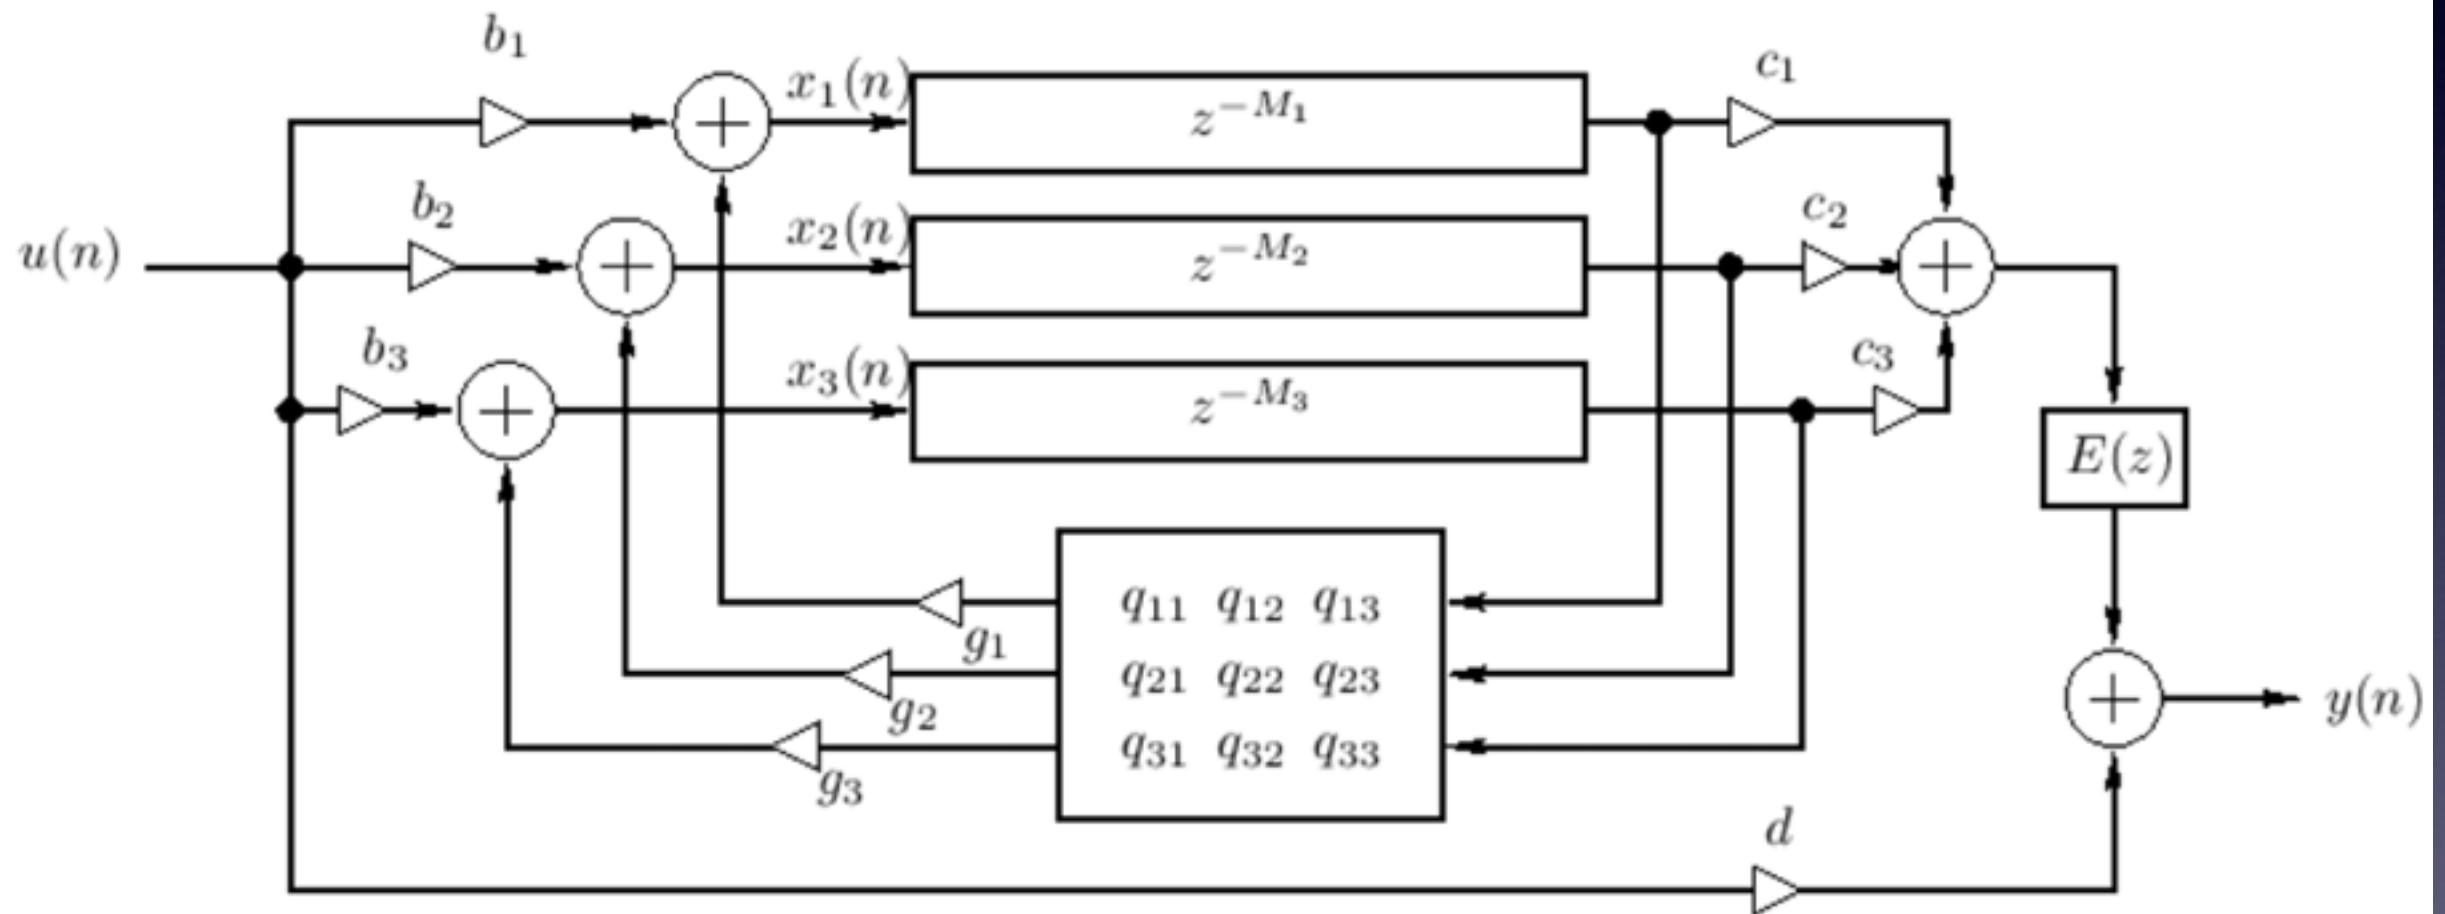 b₁
x₁(n)
z^{-M₁}
c₁
u(n)
b₂
x₂(n)
z^{-M₂}
c₂
b₃
x₃(n)
z^{-M₃}
c₃
E(z)
q₁₁ q₁₂ q₁₃
g₁
q₂₁ q₂₂ q₂₃
g₂
y(n)
q₃₁ q₃₂ q₃₃
g₃
d